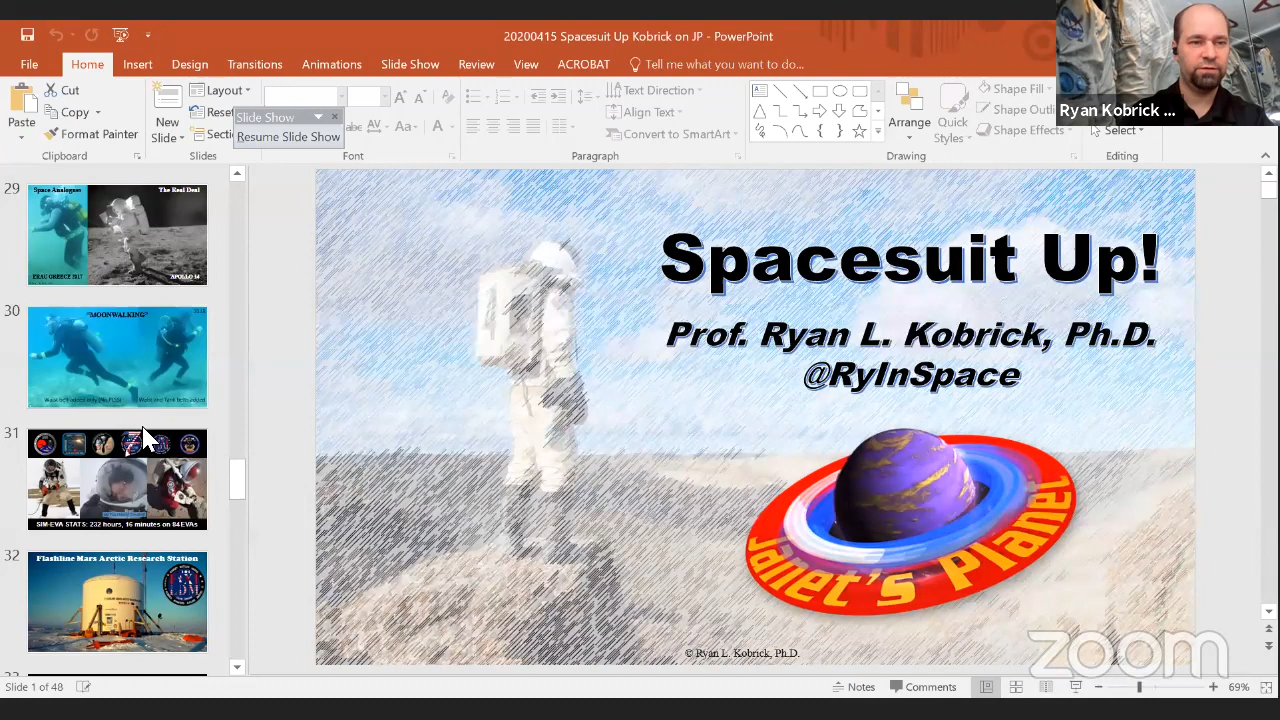 20200415 Spacesuit Up Kobrick on JP - PowerPoint
File Home Insert Design Transitions Animations Slide Show Review View ACROBAT Tell me what you want to do...
Paste
Cut
Copy
Format Painter
Clipboard
New
Slide
Layout
Reset
Slides
Slide Show
Resume Slide Show
Font
Text Direction
Align Text
Convert to SmartArt
Paragraph
Arrange
Quick
Styles
Shape Fill
Shape Effects
Drawing
Select
Editing
Ryan Kobrick ...
29
Space Analogues
The Real Deal
ERAU GREECE 2017
APOLLO 14
30
"MOONWALKING"
31
SIM-EVA STATS: 232 hours, 16 minutes on 84 EVAs
32
Flashline Mars Arctic Research Station
Spacesuit Up!
Prof. Ryan L. Kobrick, Ph.D.
@RyInSpace
Janet's Planet
© Ryan L. Kobrick, Ph.D.
zoom
Slide 1 of 48
Notes
Comments
69%